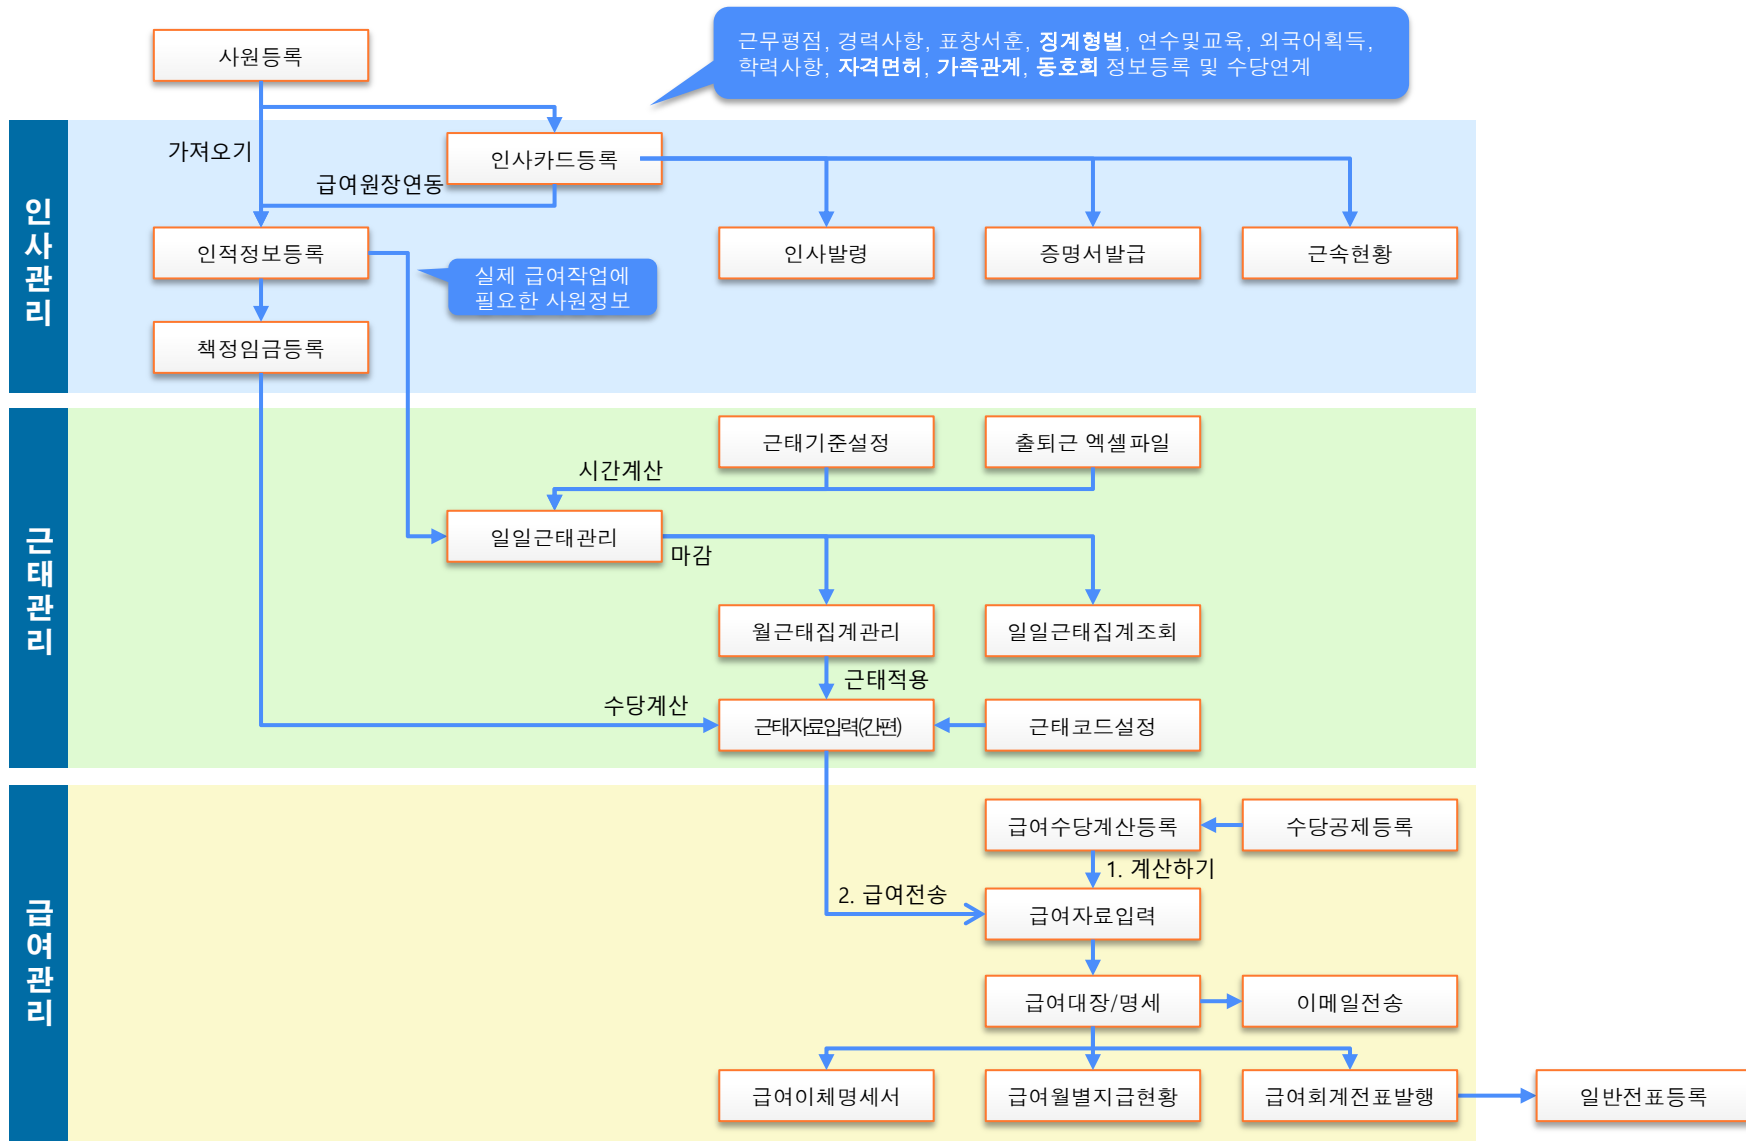 사원등록
근무평점, 경력사항, 표창서훈, 징계형벌, 연수및교육, 외국어획득,
학력사항, 자격면허, 가족관계, 동호회 정보등록 및 수당연계
인사관리
가져오기
인사카드등록
급여원장연동
인적정보등록
인사발령
증명서발급
근속현황
실제 급여작업에
필요한 사원정보
책정임금등록
근태관리
근태기준설정
출퇴근 엑셀파일
시간계산
일일근태관리
마감
월근태집계관리
일일근태집계조회
근태적용
수당계산
근태자료입력(간편)
근태코드설정
급여관리
급여수당계산등록
수당공제등록
1. 계산하기
2. 급여전송
급여자료입력
급여대장/명세
이메일전송
급여이체명세서
급여월별지급현황
급여회계전표발행
일반전표등록